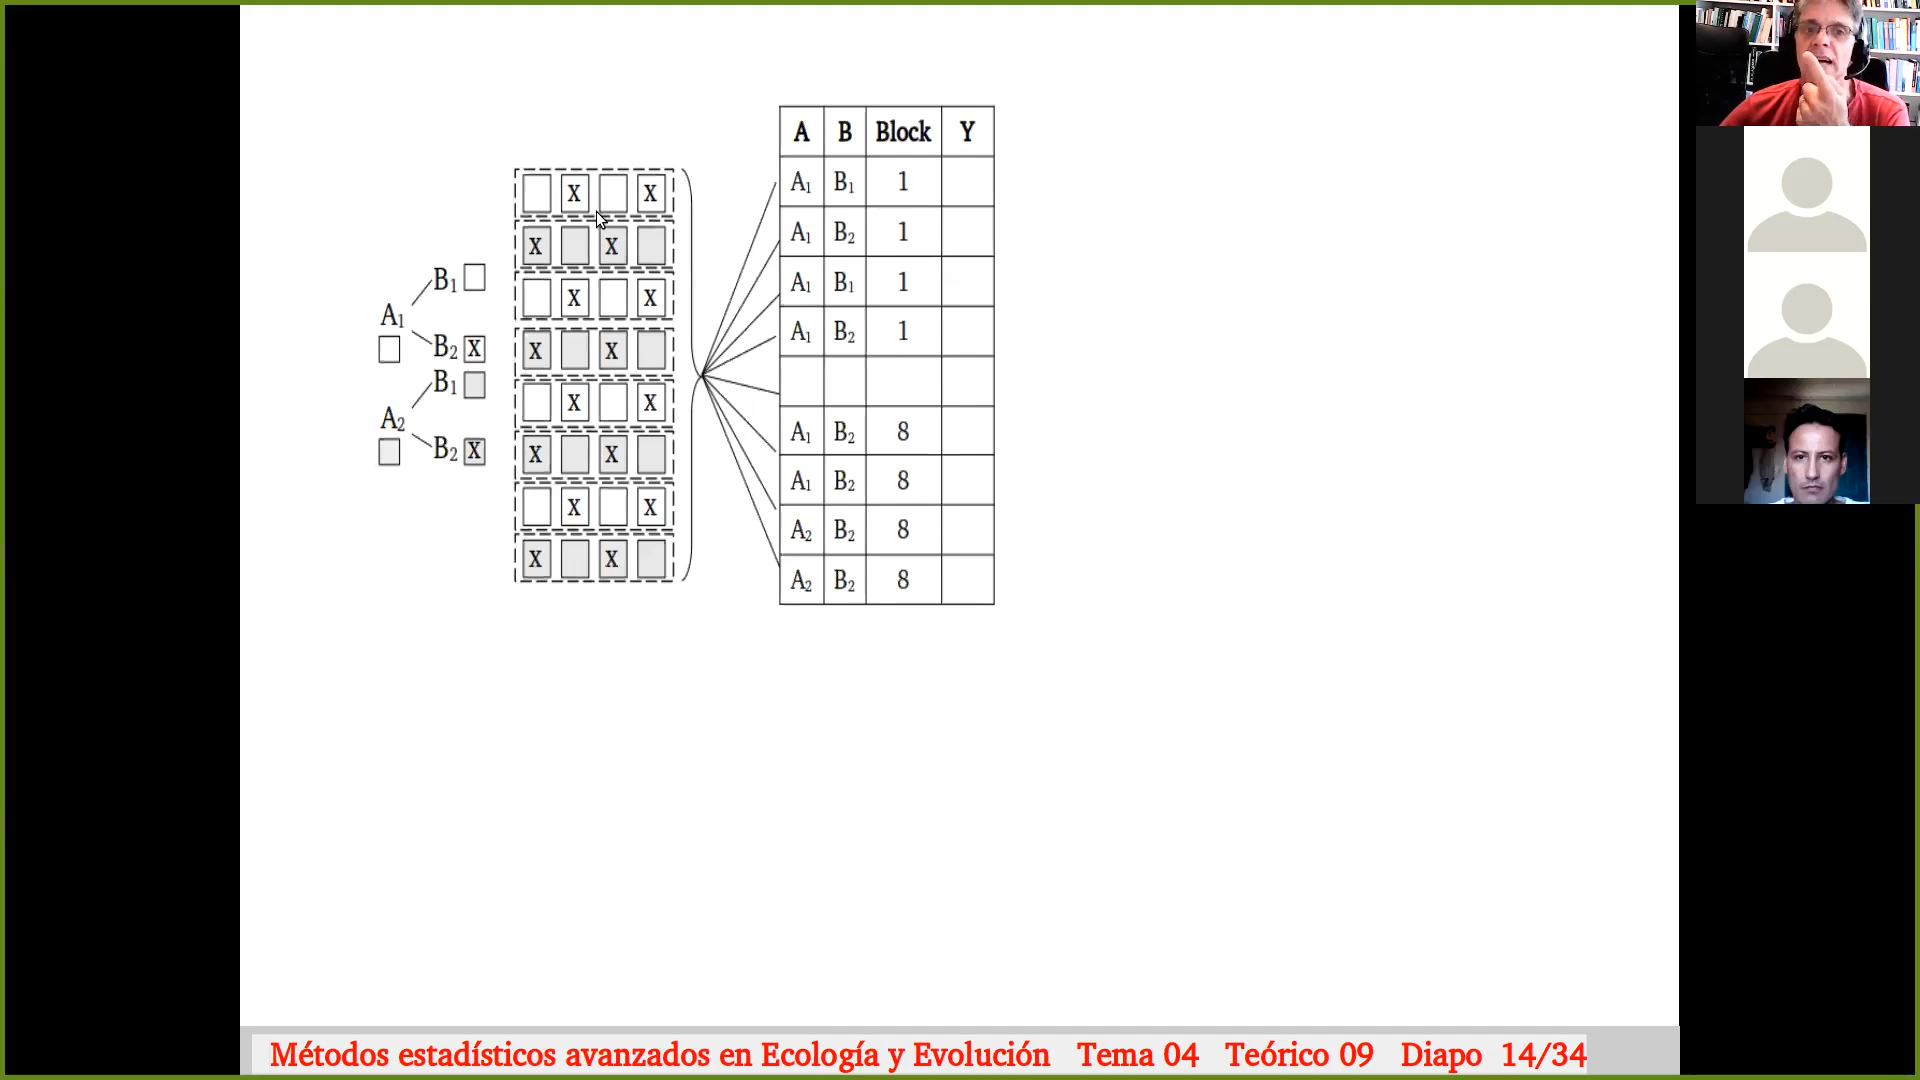 A B Block Y
A₁ B₁ 1
A₁ B₂ 1
A₁ B₁ 1
A₁ B₂ 1
A₁ B₂ 8
A₁ B₂ 8
A₂ B₂ 8
A₂ B₂ 8
X X
X X
X X
X X
X X
X X
X X
X X
B₁
A₁
B₂ X
B₁
A₂
B₂ X
Métodos estadísticos avanzados en Ecología y Evolución Tema 04 Teórico 09 Diapo 14/34